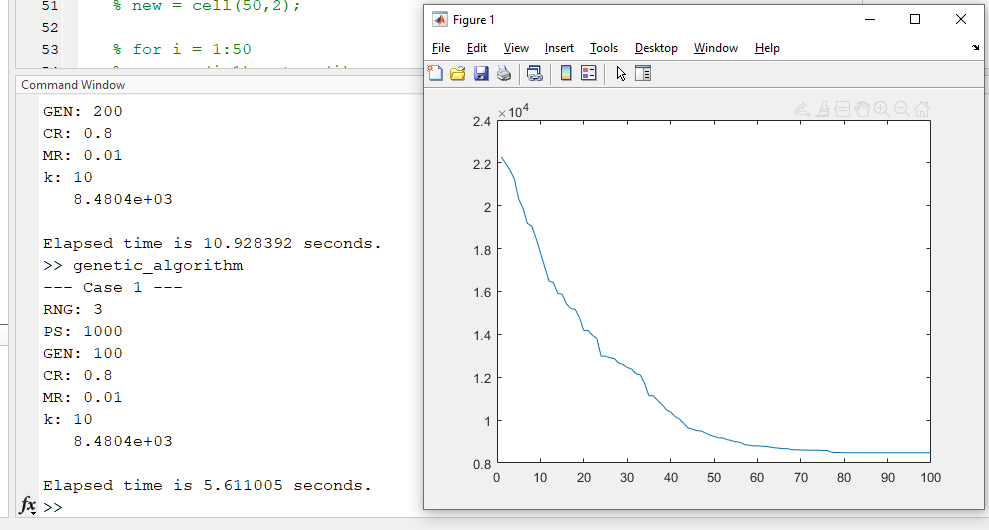 51 % new = cell(50,2);
52
53 % for i = 1:50
Command Window
GEN: 200
CR: 0.8
MR: 0.01
k: 10
8.4804e+03
Elapsed time is 10.928392 seconds.
>> genetic_algorithm
--- Case 1 ---
RNG: 3
PS: 1000
GEN: 100
CR: 0.8
MR: 0.01
k: 10
8.4804e+03
Elapsed time is 5.611005 seconds.
fx >>
Figure 1
File Edit View Insert Tools Desktop Window Help
×10⁴
2.4
2.2
2
1.8
1.6
1.4
1.2
1
0.8
0 10 20 30 40 50 60 70 80 90 100